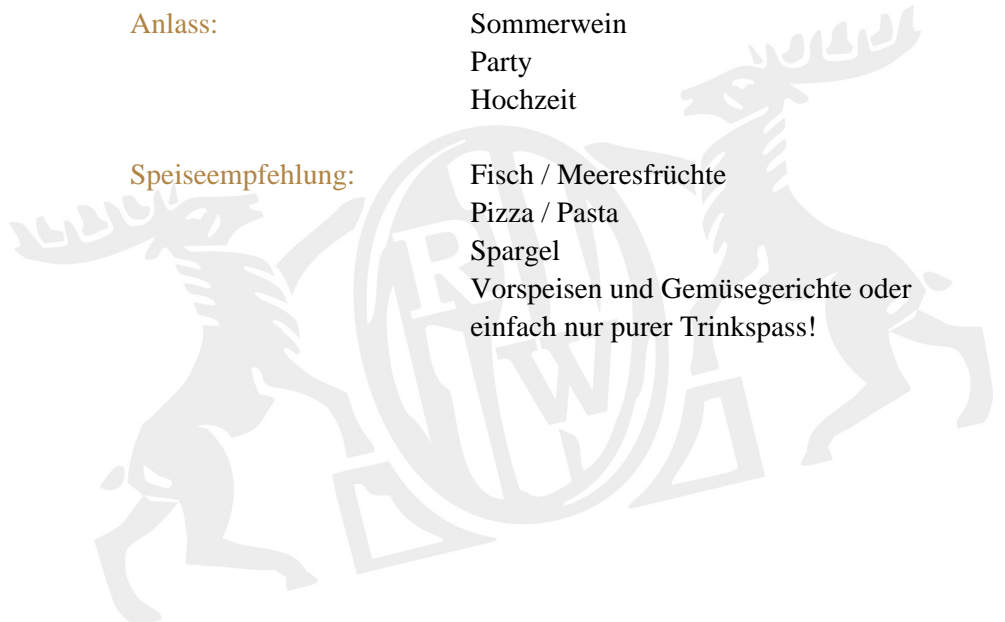 Anlass: Sommerwein
Party
Hochzeit
Speiseempfehlung: Fisch / Meeresfrüchte
Pizza / Pasta
Spargel
Vorspeisen und Gemüsegerichte oder
einfach nur purer Trinkspass!
R
W